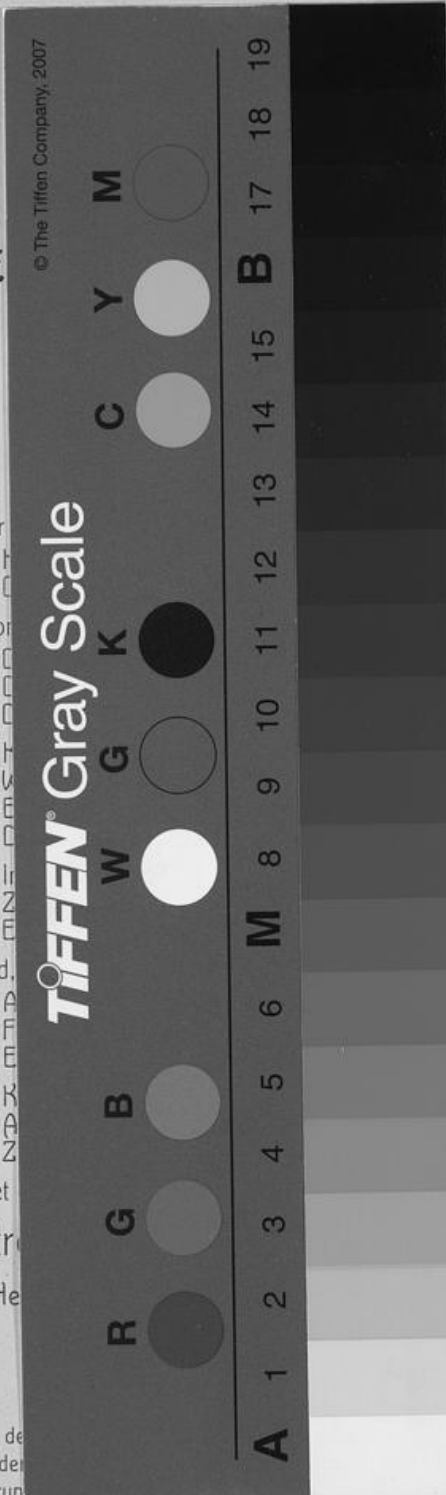 © The Tiffen Company, 2007
TIFFEN® Gray Scale
R G B W G K C Y M
A 1 2 3 4 5 6 M 8 9 10 11 12 13 14 15 B 17 18 19